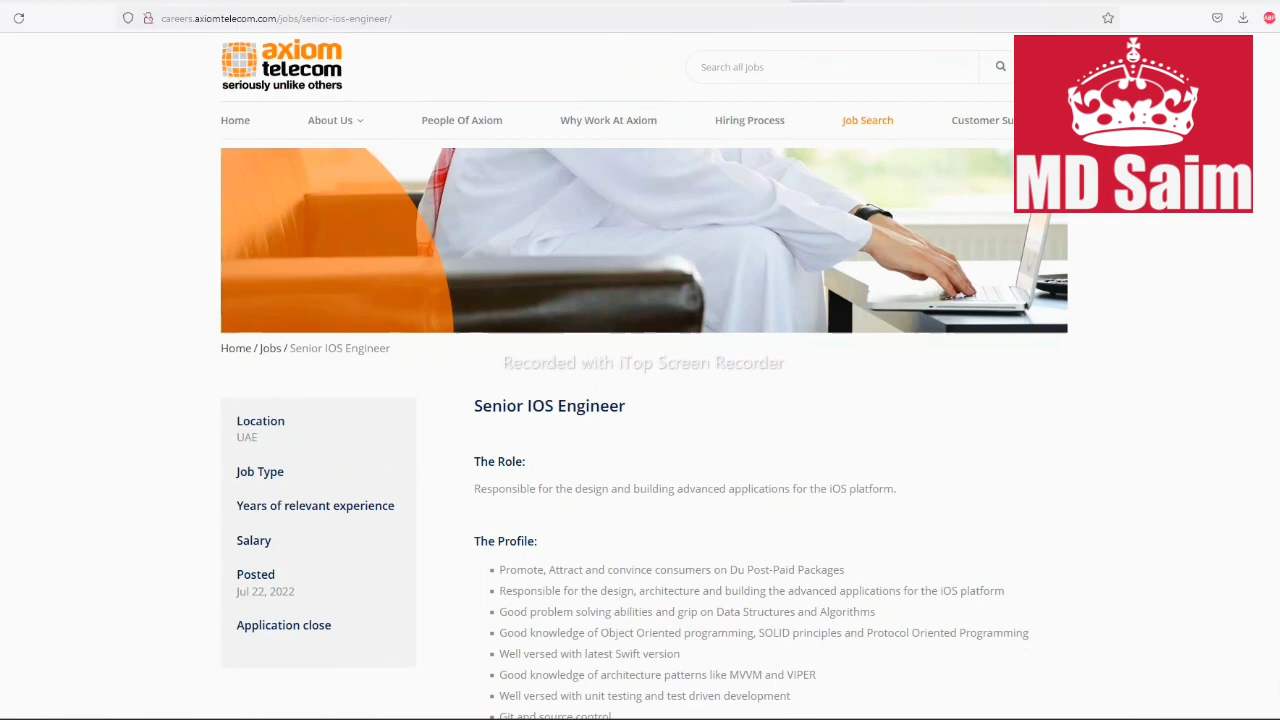 careers.axiomtelecom.com/jobs/senior-ios-engineer/
ABP
axiom
telecom
seriously unlike others
Search all jobs
Home
About Us
People Of Axiom
Why Work At Axiom
Hiring Process
Job Search
Customer Su
MD Saim
Home / Jobs / Senior IOS Engineer
Recorded with iTop Screen Recorder
Location
UAE
Job Type
Years of relevant experience
Salary
Posted
Jul 22, 2022
Application close
Senior IOS Engineer
The Role:
Responsible for the design and building advanced applications for the iOS platform.
The Profile:
Promote, Attract and convince consumers on Du Post-Paid Packages
Responsible for the design, architecture and building the advanced applications for the iOS platform
Good problem solving abilities and grip on Data Structures and Algorithms
Good knowledge of Object Oriented programming, SOLID principles and Protocol Oriented Programming
Well versed with latest Swift version
Good knowledge of architecture patterns like MVVM and VIPER
Well versed with unit testing and test driven development
Git and source control